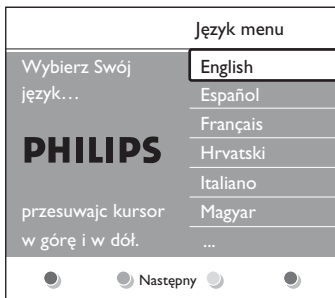 Język menu
Wybierz Swój
język…
PHILIPS
przesuwajc kursor
w górę i w dół.
English
Español
Français
Hrvatski
Italiano
Magyar
...
Następny